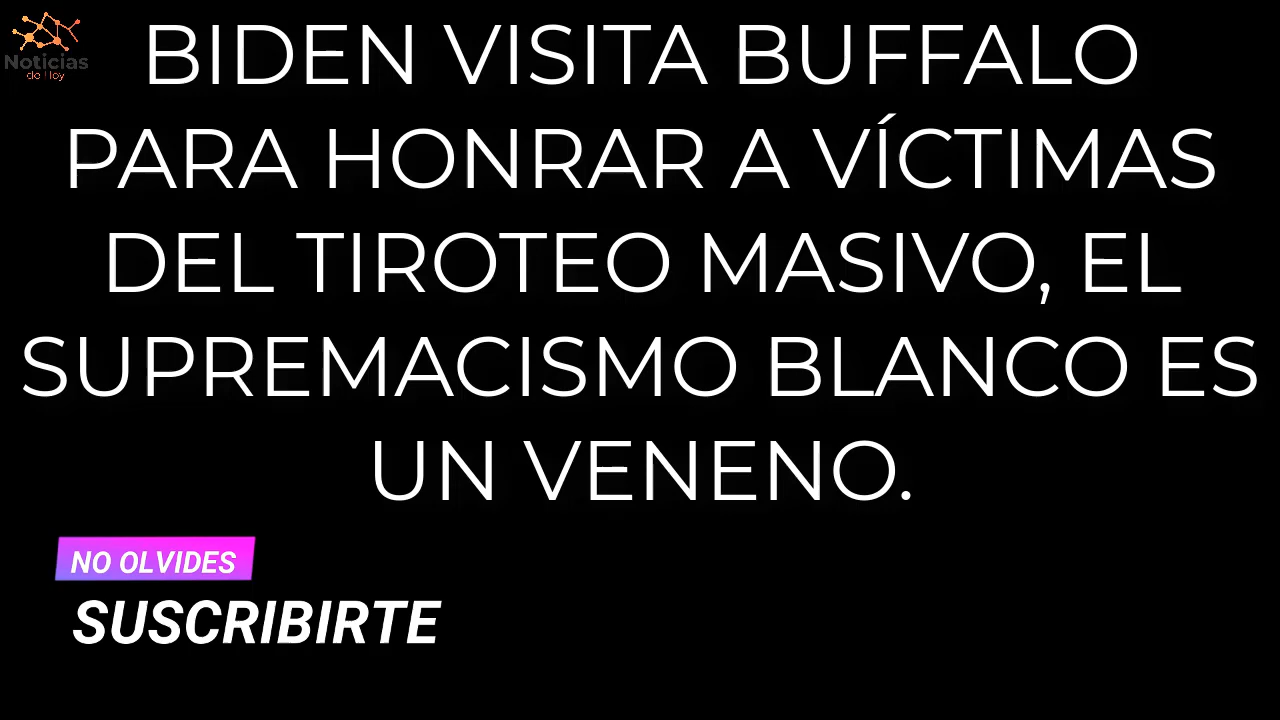 Noticias
de Hoy
BIDEN VISITA BUFFALO
PARA HONRAR A VÍCTIMAS
DEL TIROTEO MASIVO, EL
SUPREMACISMO BLANCO ES
UN VENENO.
NO OLVIDES
SUSCRIBIRTE